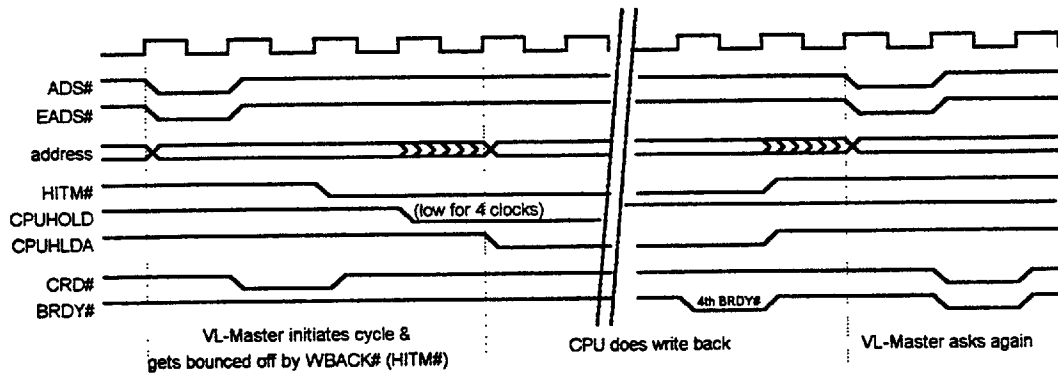 ADS#
EADS#
address
HITM#
CPUHOLD
(low for 4 clocks)
CPUHLDA
CRD#
BRDY#
4th BRDY#
VL-Master initiates cycle &
gets bounced off by WBACK# (HITM#)
CPU does write back
VL-Master asks again